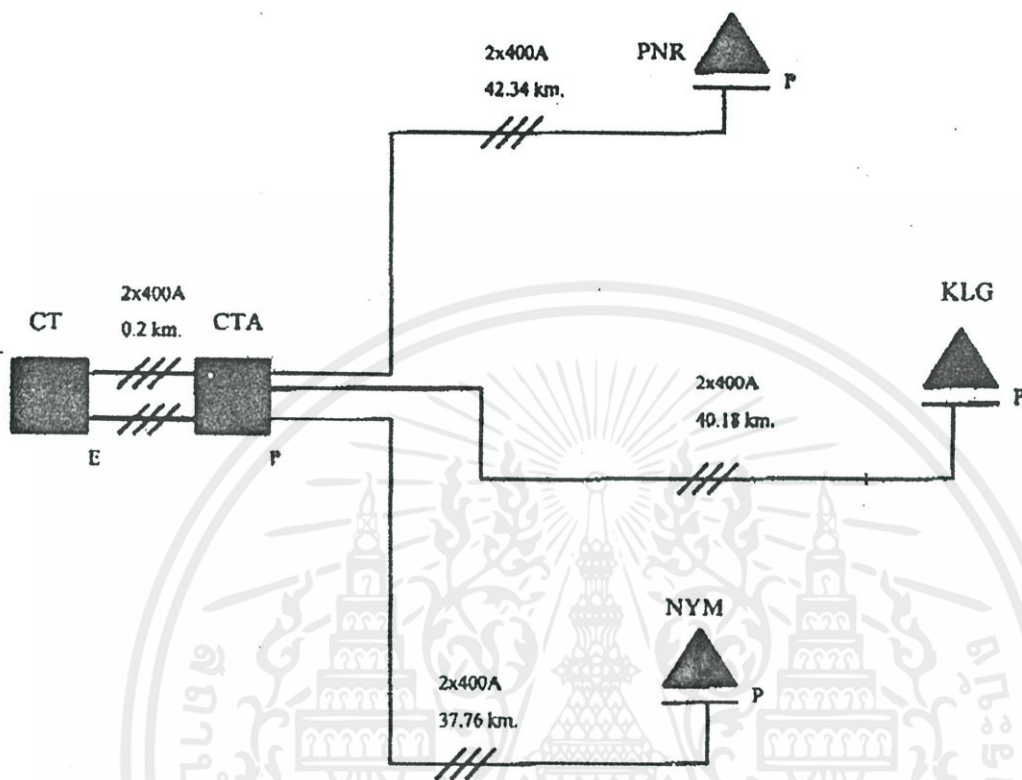 2x400A
42.34 km.
PNR
P
CT
2x400A
0.2 km.
CTA
E
P
KLG
P
2x400A
40.18 km.
NYM
P
2x400A
37.76 km.